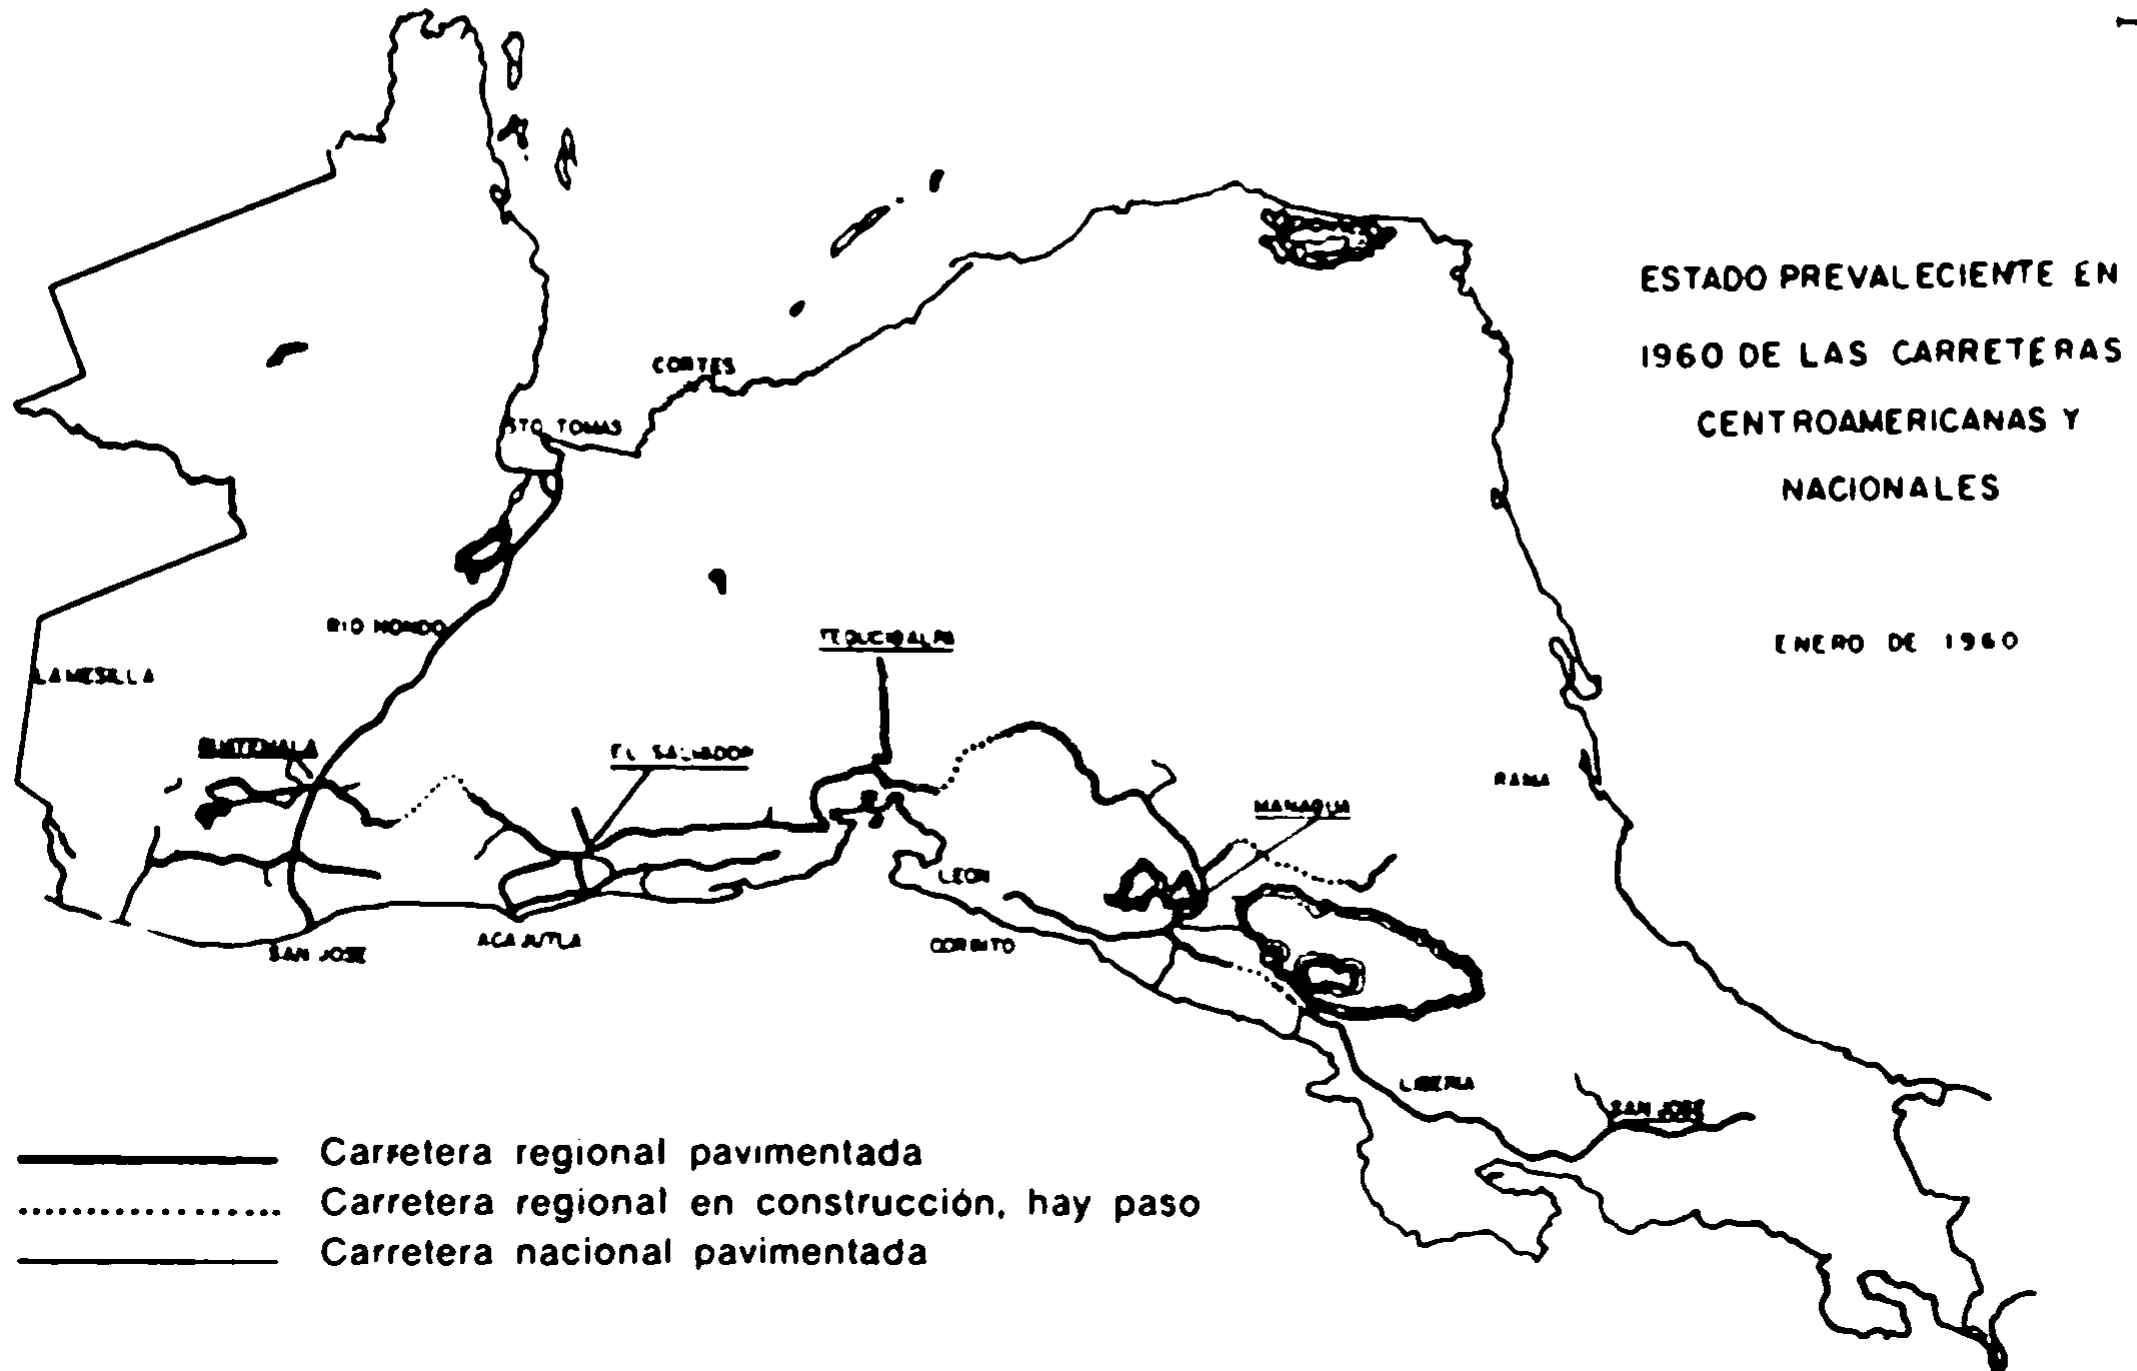 ESTADO PREVALECIENTE EN
1960 DE LAS CARRETERAS
CENTROAMERICANAS Y
NACIONALES
ENERO DE 1960
CORTES
STO TOMAS
RIO HONDO
LA MESILLA
TEGUCIGALPA
GUATEMALA
EL SALVADOR
RAMA
MANAGUA
LEON
SAN JOSE
ACAJUTLA
CORINTO
LIBERIA
SAN JOSE
Carretera regional pavimentada
Carretera regional en construcción, hay paso
Carretera nacional pavimentada